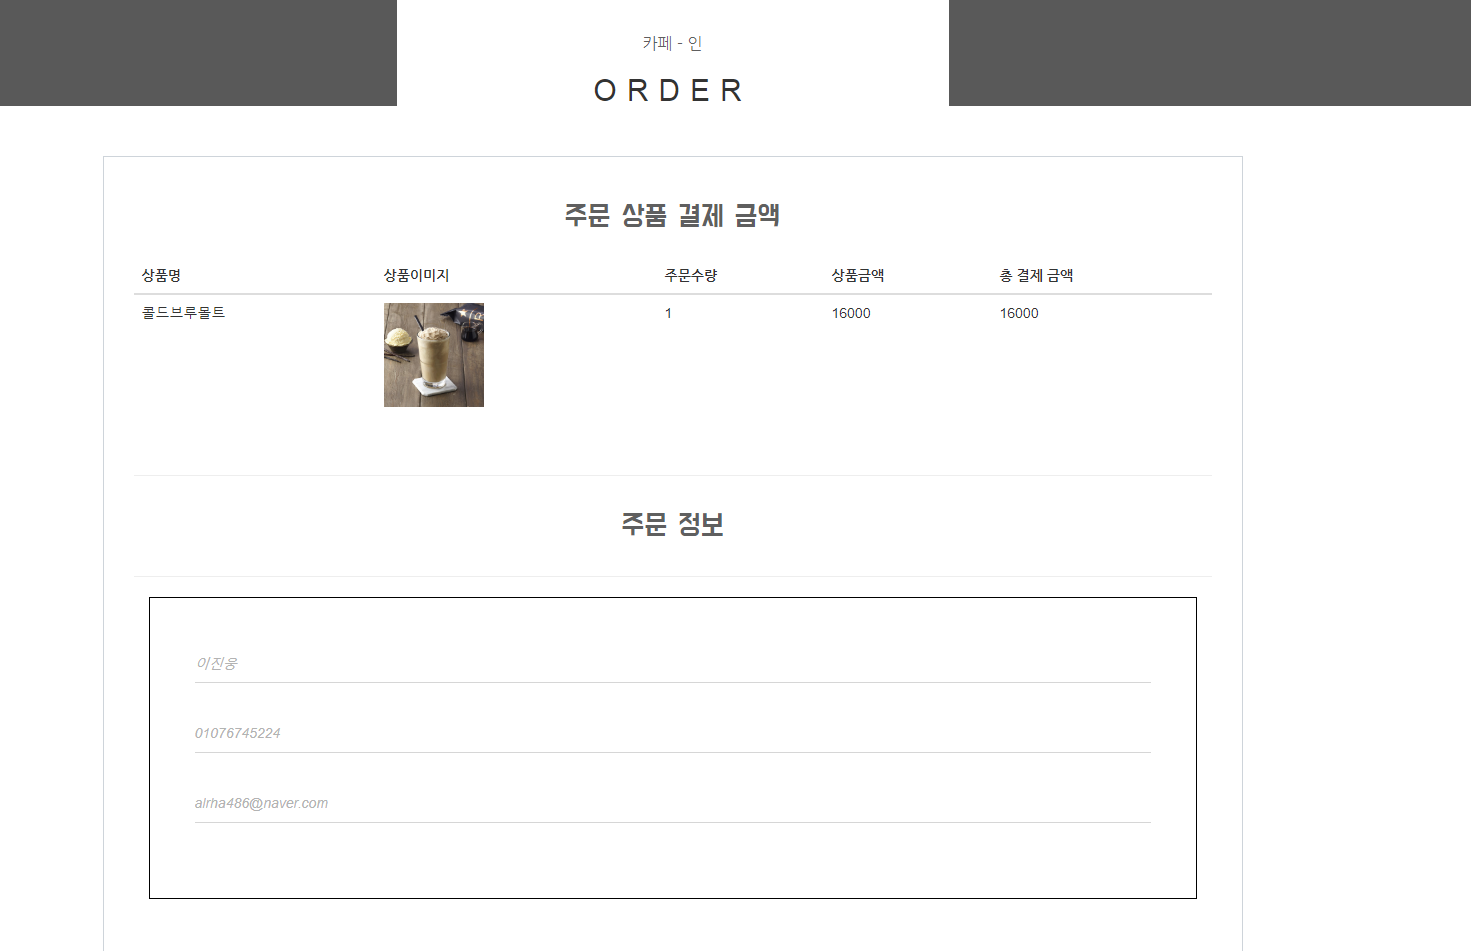 카페 - 인
ORDER
주문 상품 결제 금액
상품명 상품이미지 주문수량 상품금액 총 결제 금액
콜드브루몰트 1 16000 16000
주문 정보
이진웅
01076745224
alrha486@naver.com